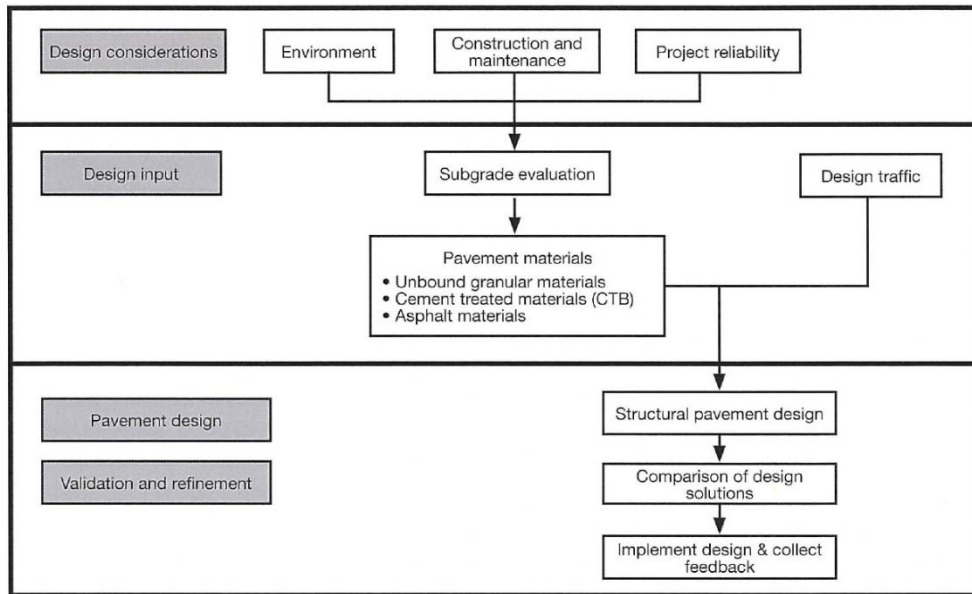 Design considerations
Environment
Construction and
maintenance
Project reliability
Design input
Subgrade evaluation
Design traffic
Pavement materials
• Unbound granular materials
• Cement treated materials (CTB)
• Asphalt materials
Pavement design
Structural pavement design
Validation and refinement
Comparison of design
solutions
Implement design & collect
feedback